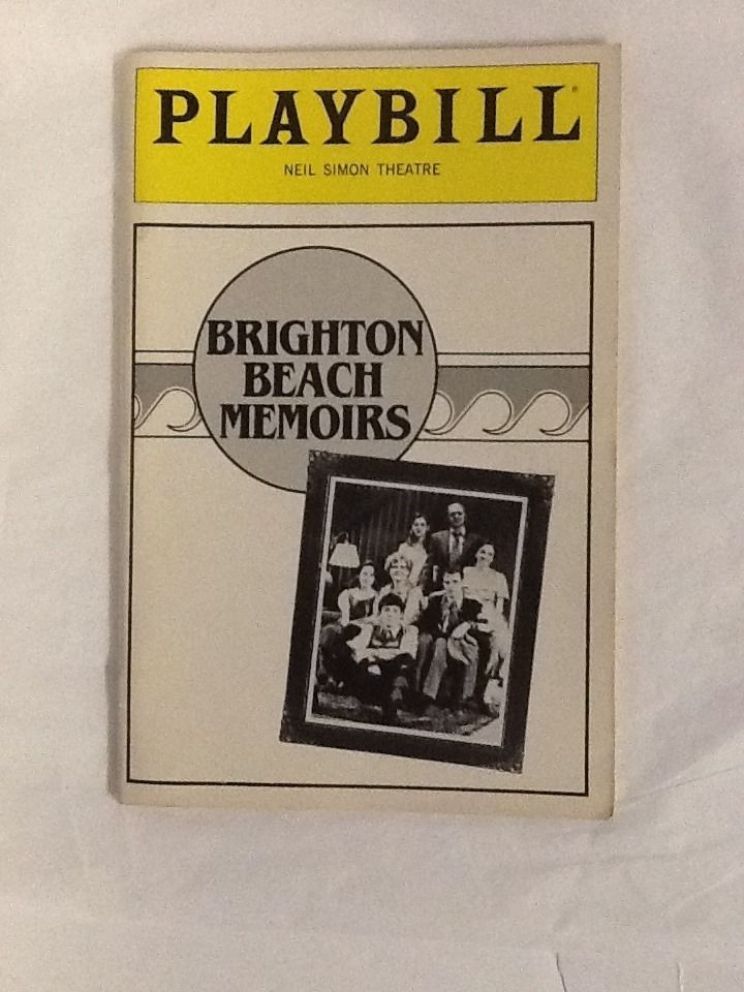 PLAYBILL®
NEIL SIMON THEATRE
BRIGHTON
BEACH
MEMOIRS